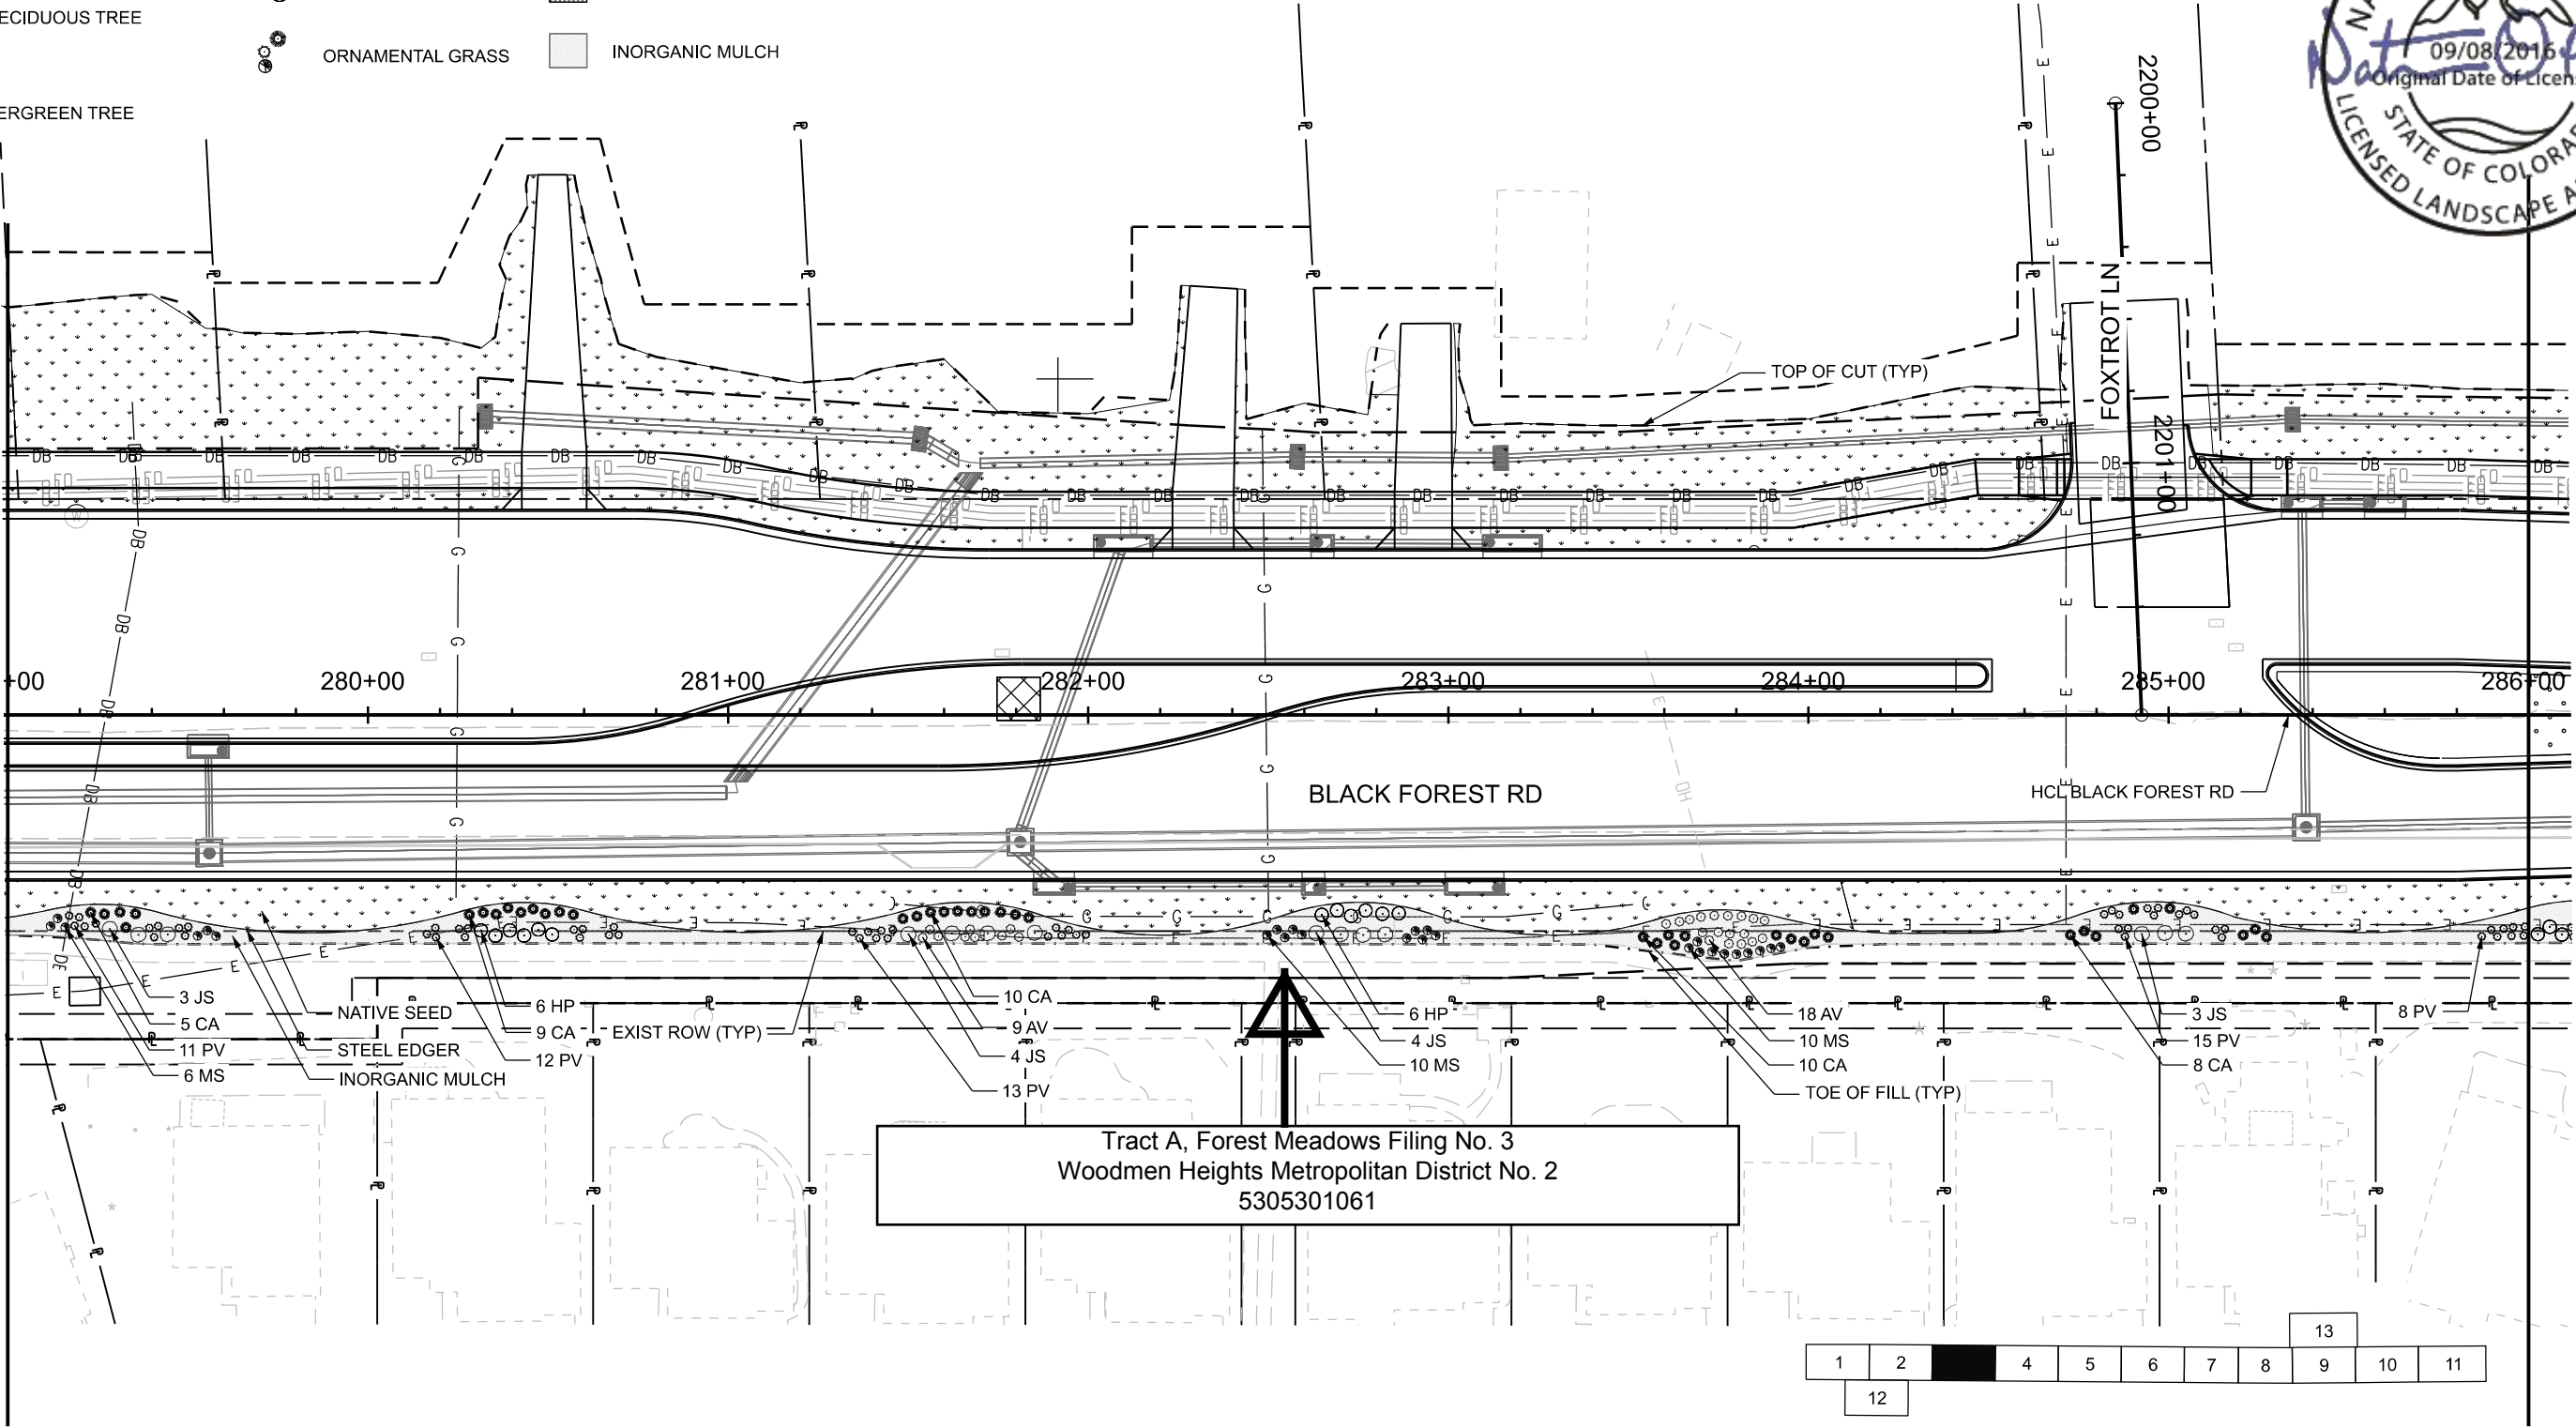 ECIDUOUS TREE
ORNAMENTAL GRASS
INORGANIC MULCH
ERGREEN TREE
09/08/2016
Original Date of Licens
STATE OF COLORA
LICENSED LANDSCAPE A
2200+00
FOXTROT LN
2201+00
TOP OF CUT (TYP)
+00
280+00
281+00
282+00
283+00
284+00
285+00
286+00
BLACK FOREST RD
HCL BLACK FOREST RD
3 JS
5 CA
11 PV
6 MS
NATIVE SEED
STEEL EDGER
INORGANIC MULCH
6 HP
9 CA
12 PV
EXIST ROW (TYP)
10 CA
9 AV
4 JS
13 PV
6 HP
4 JS
10 MS
18 AV
10 MS
10 CA
TOE OF FILL (TYP)
3 JS
15 PV
8 CA
8 PV
Tract A, Forest Meadows Filing No. 3
Woodmen Heights Metropolitan District No. 2
5305301061
13
1 2 4 5 6 7 8 9 10 11
12